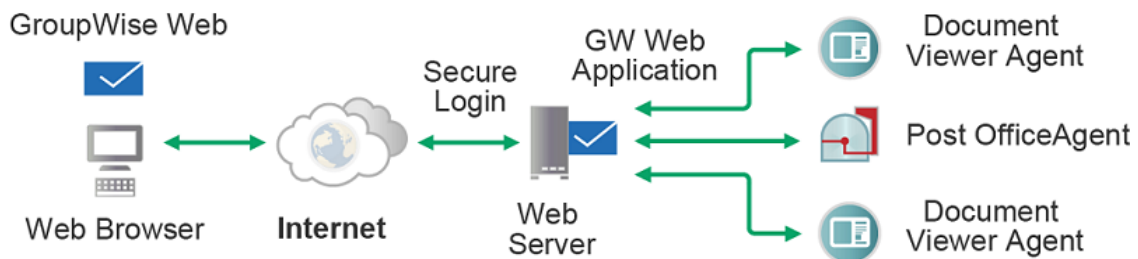 GroupWise Web
Web Browser
Internet
Secure
Login
GW Web
Application
Web
Server
Document
Viewer Agent
Post OfficeAgent
Document
Viewer Agent